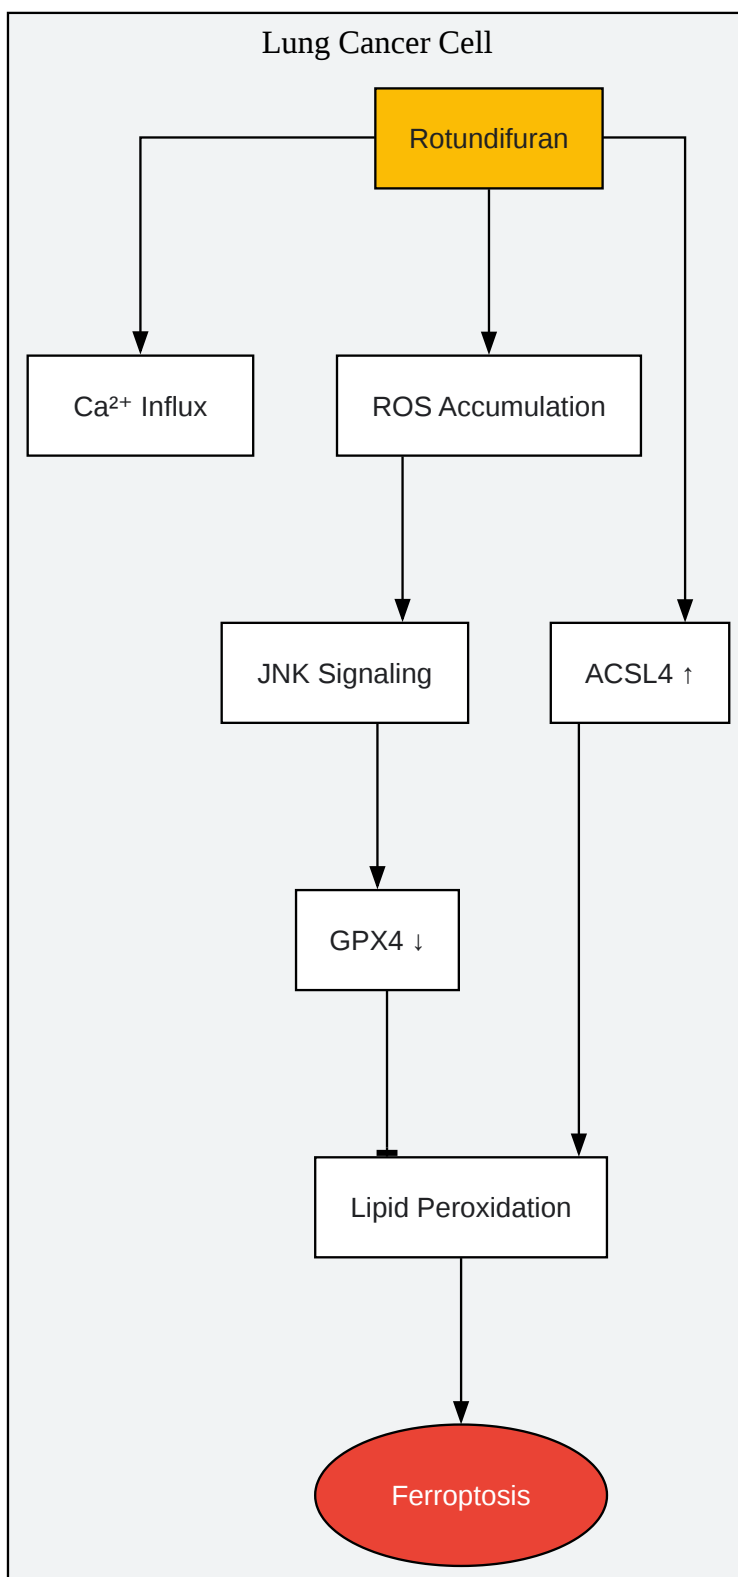 Lung Cancer Cell
Rotundifuran
Ca²⁺ Influx
ROS Accumulation
JNK Signaling
ACSL4 ↑
GPX4 ↓
Lipid Peroxidation
Ferroptosis